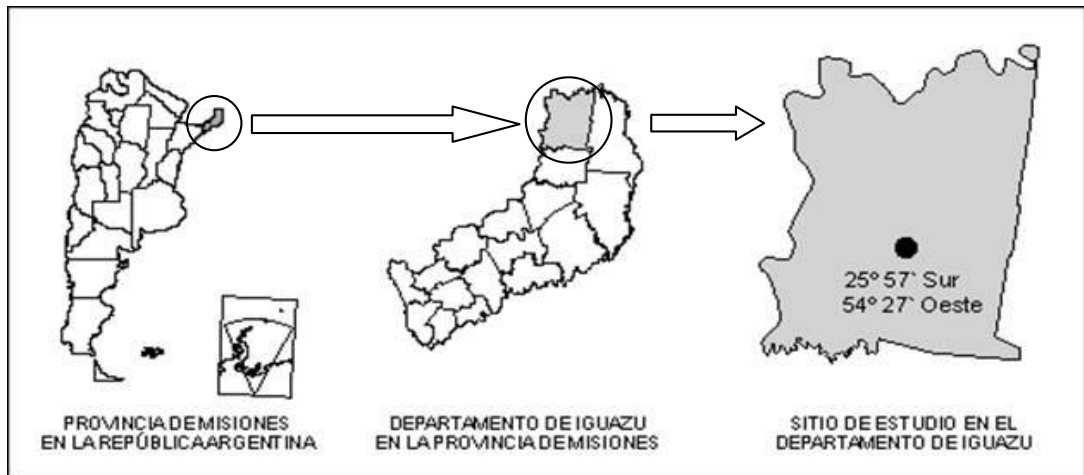 25° 57` Sur
54° 27` Oeste
PROVINCIA DE MISIONES
EN LA REPÚBLICA ARGENTINA
DEPARTAMENTO DE IGUAZU
EN LA PROVINCIA DE MISIONES
SITIO DE ESTUDIO EN EL
DEPARTAMENTO DE IGUAZU